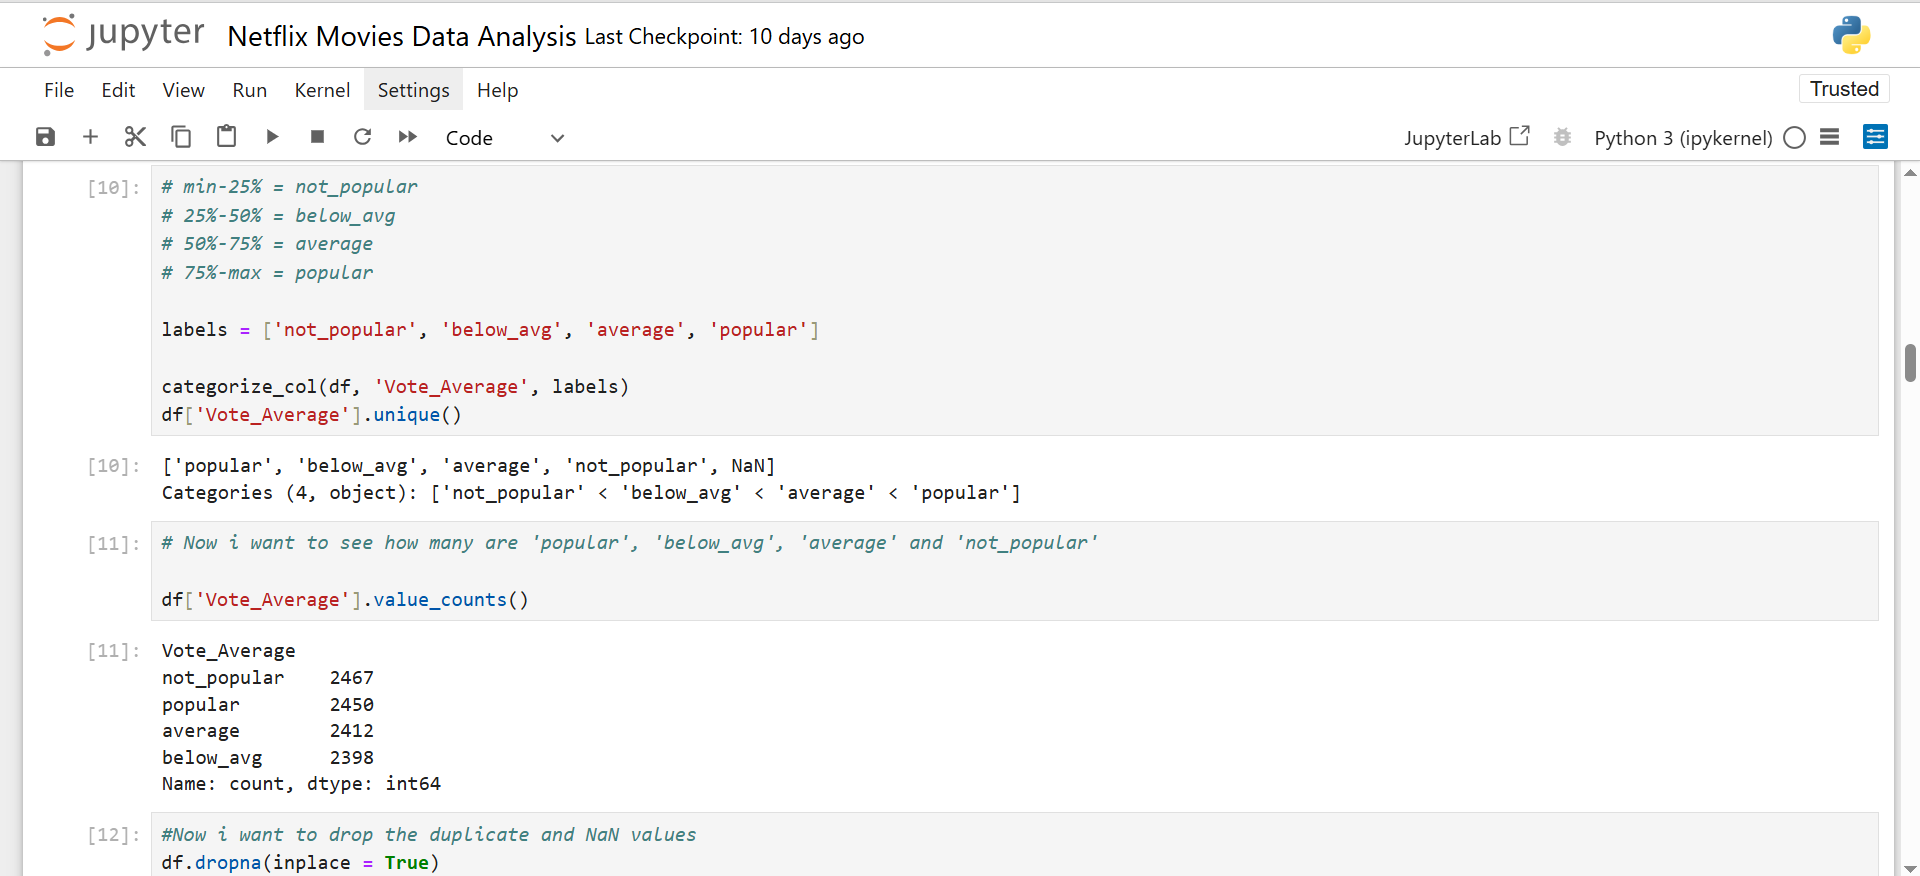 jupyter Netflix Movies Data Analysis Last Checkpoint: 10 days ago
File Edit View Run Kernel Settings Help Trusted
Code JupyterLab Python 3 (ipykernel)
[10]: # min-25% = not_popular
# 25%-50% = below_avg
# 50%-75% = average
# 75%-max = popular
labels = ['not_popular', 'below_avg', 'average', 'popular']
categorize_col(df, 'Vote_Average', labels)
df['Vote_Average'].unique()
[10]: ['popular', 'below_avg', 'average', 'not_popular', NaN]
Categories (4, object): ['not_popular' < 'below_avg' < 'average' < 'popular']
[11]: # Now i want to see how many are 'popular', 'below_avg', 'average' and 'not_popular'
df['Vote_Average'].value_counts()
[11]: Vote_Average
not_popular 2467
popular 2450
average 2412
below_avg 2398
Name: count, dtype: int64
[12]: #Now i want to drop the duplicate and NaN values
df.dropna(inplace = True)